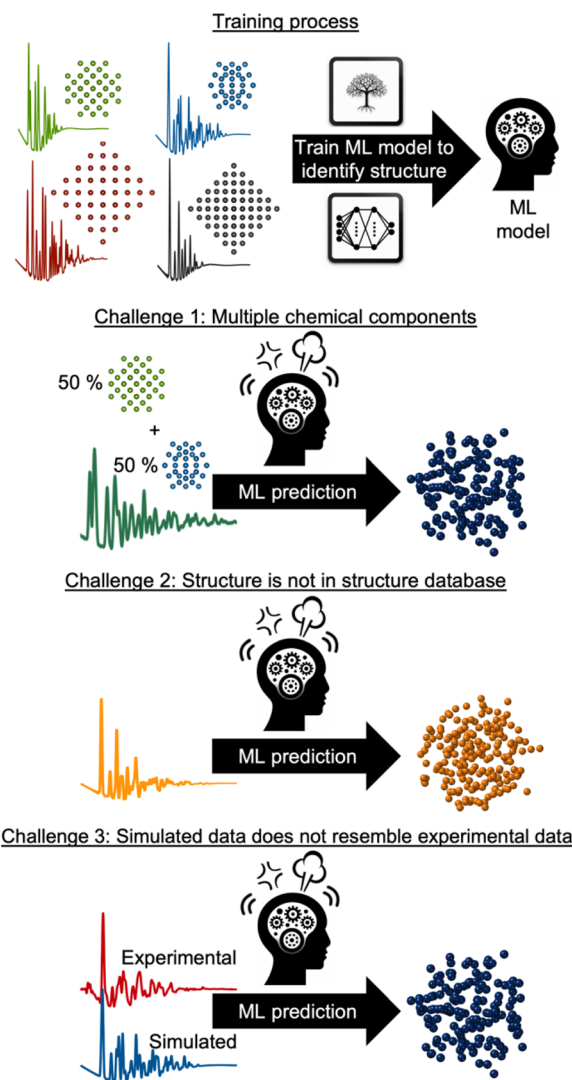 Training process
Train ML model to
identify structure
ML
model
Challenge 1: Multiple chemical components
50 %
+
50 %
ML prediction
Challenge 2: Structure is not in structure database
ML prediction
Challenge 3: Simulated data does not resemble experimental data
Experimental
ML prediction
Simulated